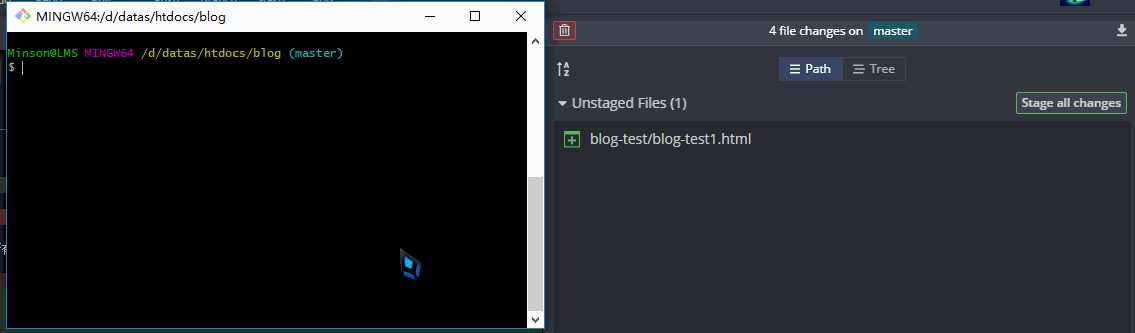 MINGW64:/d/datas/htdocs/blog
Minson@LMS MINGW64 /d/datas/htdocs/blog (master)
$
4 file changes on master
Path Tree
Unstaged Files (1)
Stage all changes
blog-test/blog-test1.html